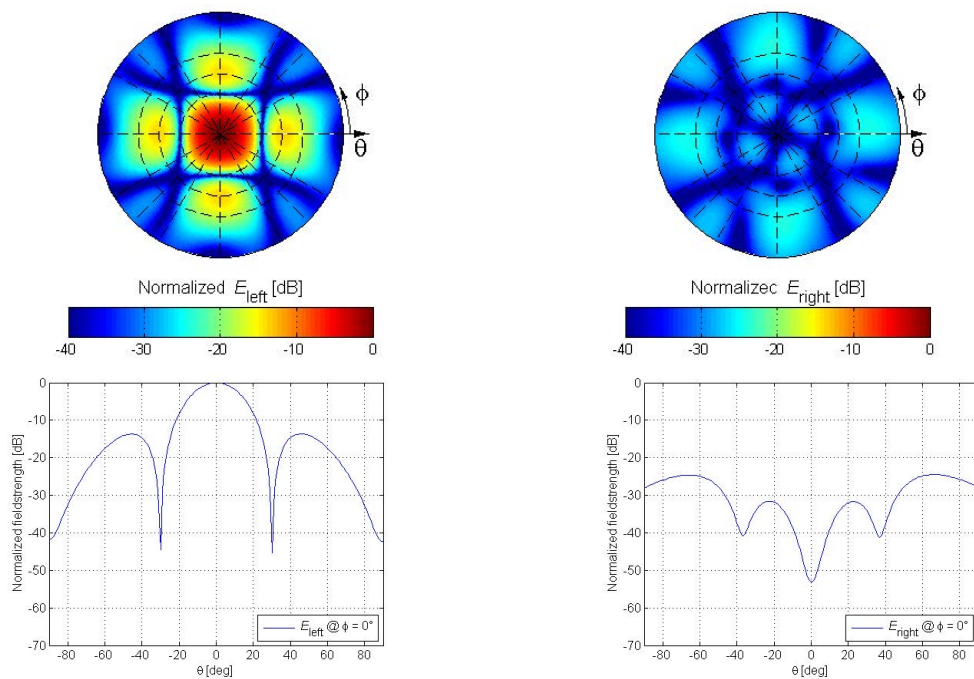 ϕ
θ
Normalized E_left [dB]
-40 -30 -20 -10 0
ϕ
θ
Normalizec E_right [dB]
-40 -30 -20 -10 0
Normalized fieldstrength [dB]
0
-10
-20
-30
-40
-50
-60
-70
-80 -60 -40 -20 0 20 40 60 80
θ [deg]
E_left @ ϕ = 0°
Normalized fieldstrength [dB]
0
-10
-20
-30
-40
-50
-60
-70
-80 -60 -40 -20 0 20 40 60 80
θ [deg]
E_right @ ϕ = 0°